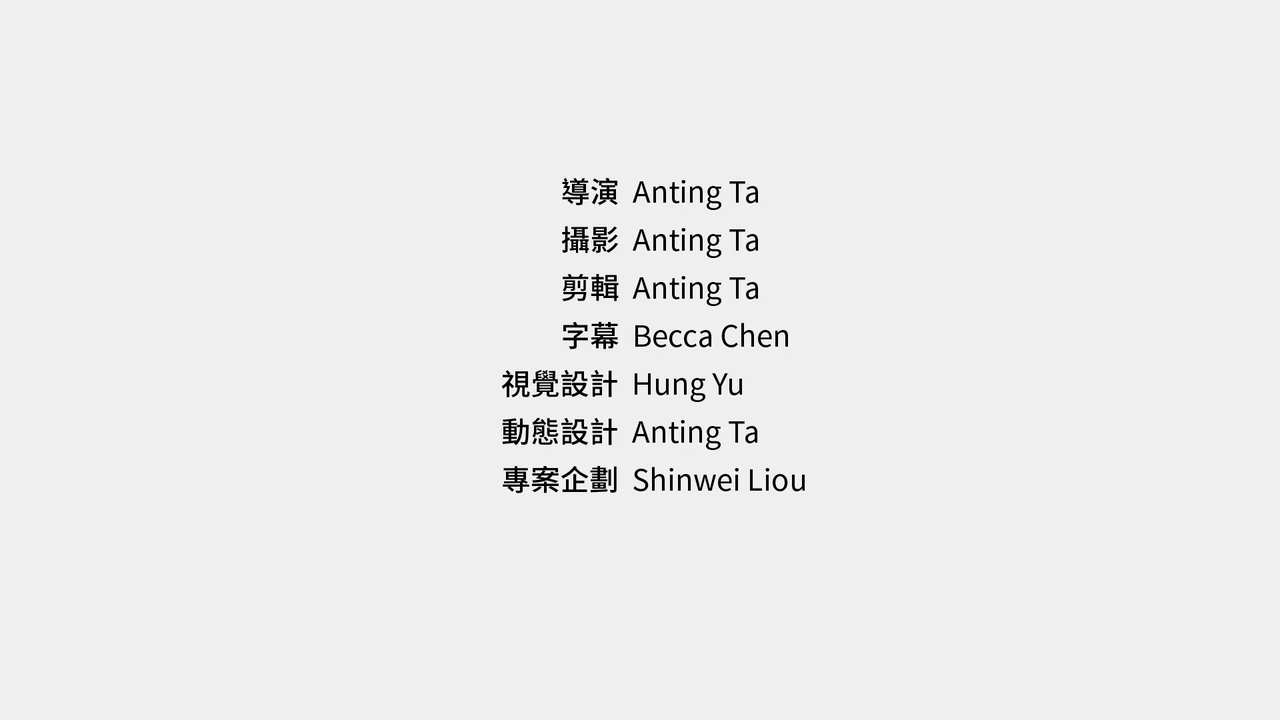 導演 Anting Ta
攝影 Anting Ta
剪輯 Anting Ta
字幕 Becca Chen
視覺設計 Hung Yu
動態設計 Anting Ta
專案企劃 Shinwei Liou